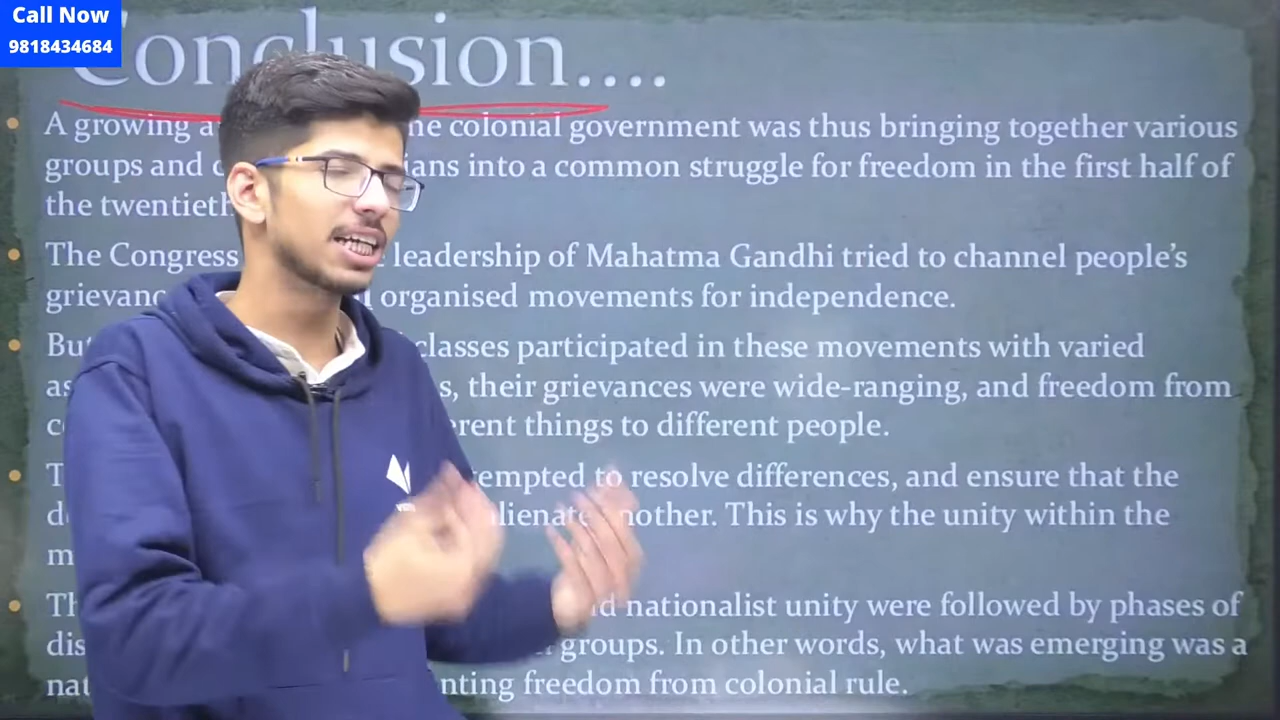 Call Now
9818434684
Conclusion....
A growing a he colonial government was thus bringing together various
groups and c ians into a common struggle for freedom in the first half of
the twentieth
The Congress leadership of Mahatma Gandhi tried to channel people's
grievanc organised movements for independence.
But classes participated in these movements with varied
as s, their grievances were wide-ranging, and freedom from
c erent things to different people.
T tempted to resolve differences, and ensure that the
d alienate nother. This is why the unity within the
m
Th d nationalist unity were followed by phases of
dis groups. In other words, what was emerging was a
nat nting freedom from colonial rule.